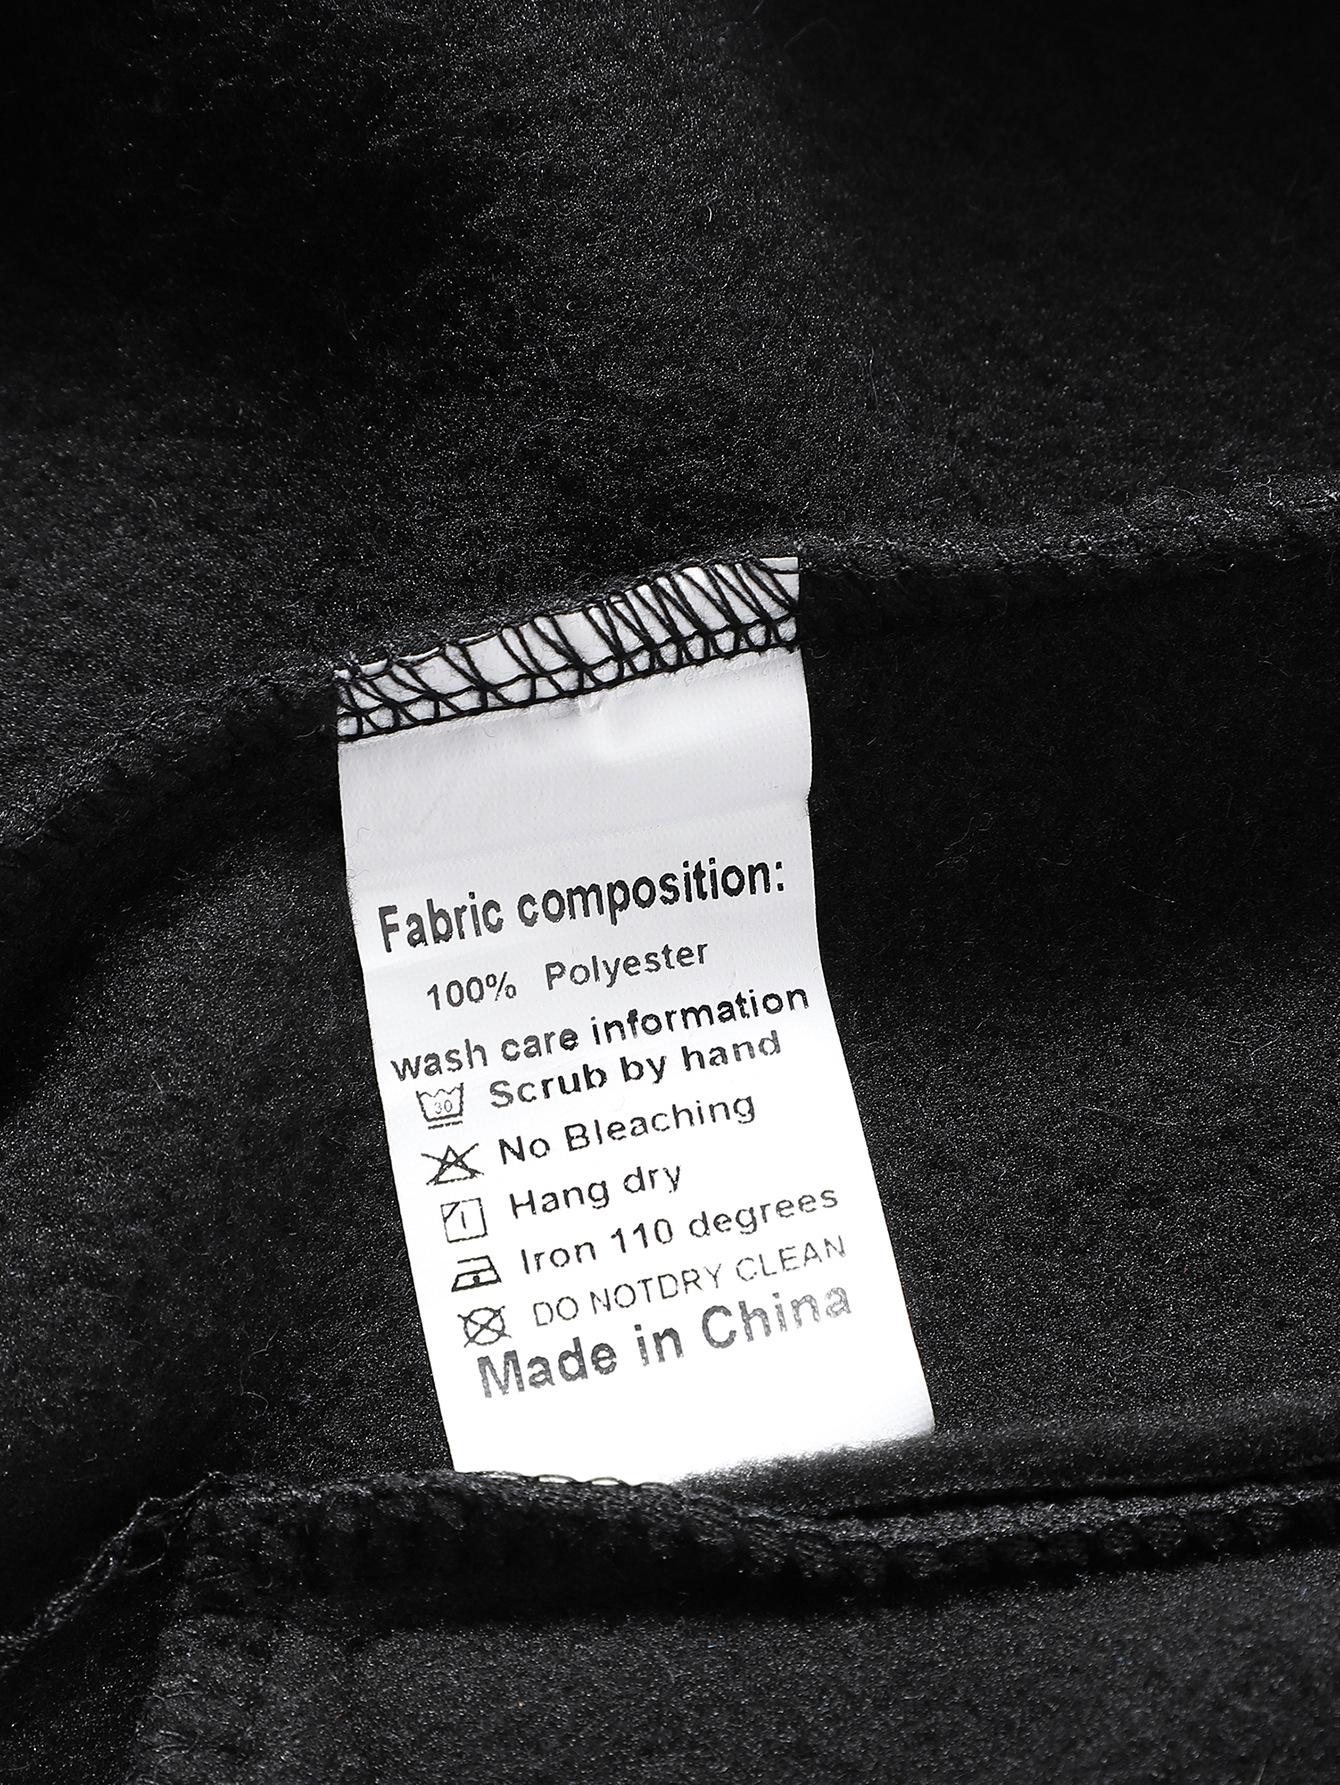 Fabric composition:
100% Polyester
wash care information
30 Scrub by hand
No Bleaching
Hang dry
Iron 110 degrees
DO NOTDRY CLEAN
Made in China